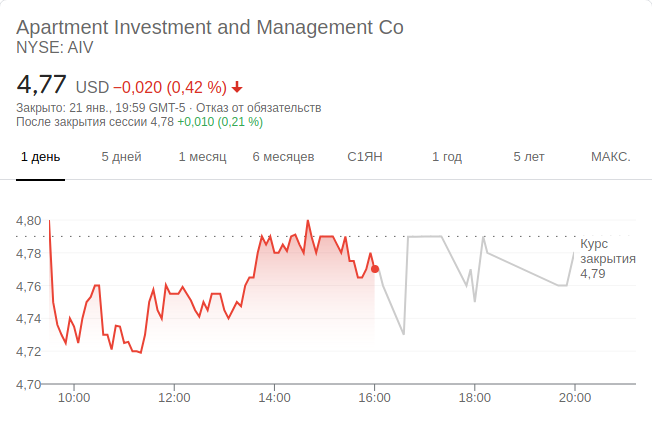 Apartment Investment and Management Co
NYSE: AIV
4,77 USD −0,020 (0,42 %)
Закрыто: 21 янв., 19:59 GMT-5 · Отказ от обязательств
После закрытия сессии 4,78 +0,010 (0,21 %)
1 день 5 дней 1 месяц 6 месяцев С1ЯН 1 год 5 лет МАКС.
4,80
4,78
4,76
4,74
4,72
4,70
Курс
закрытия
4,79
10:00 12:00 14:00 16:00 18:00 20:00